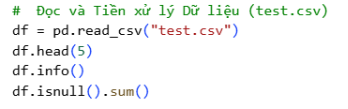 #  Đọc và Tiền xử lý Dữ liệu (test.csv)
df = pd.read_csv("test.csv")
df.head(5)
df.info()
df.isnull().sum()